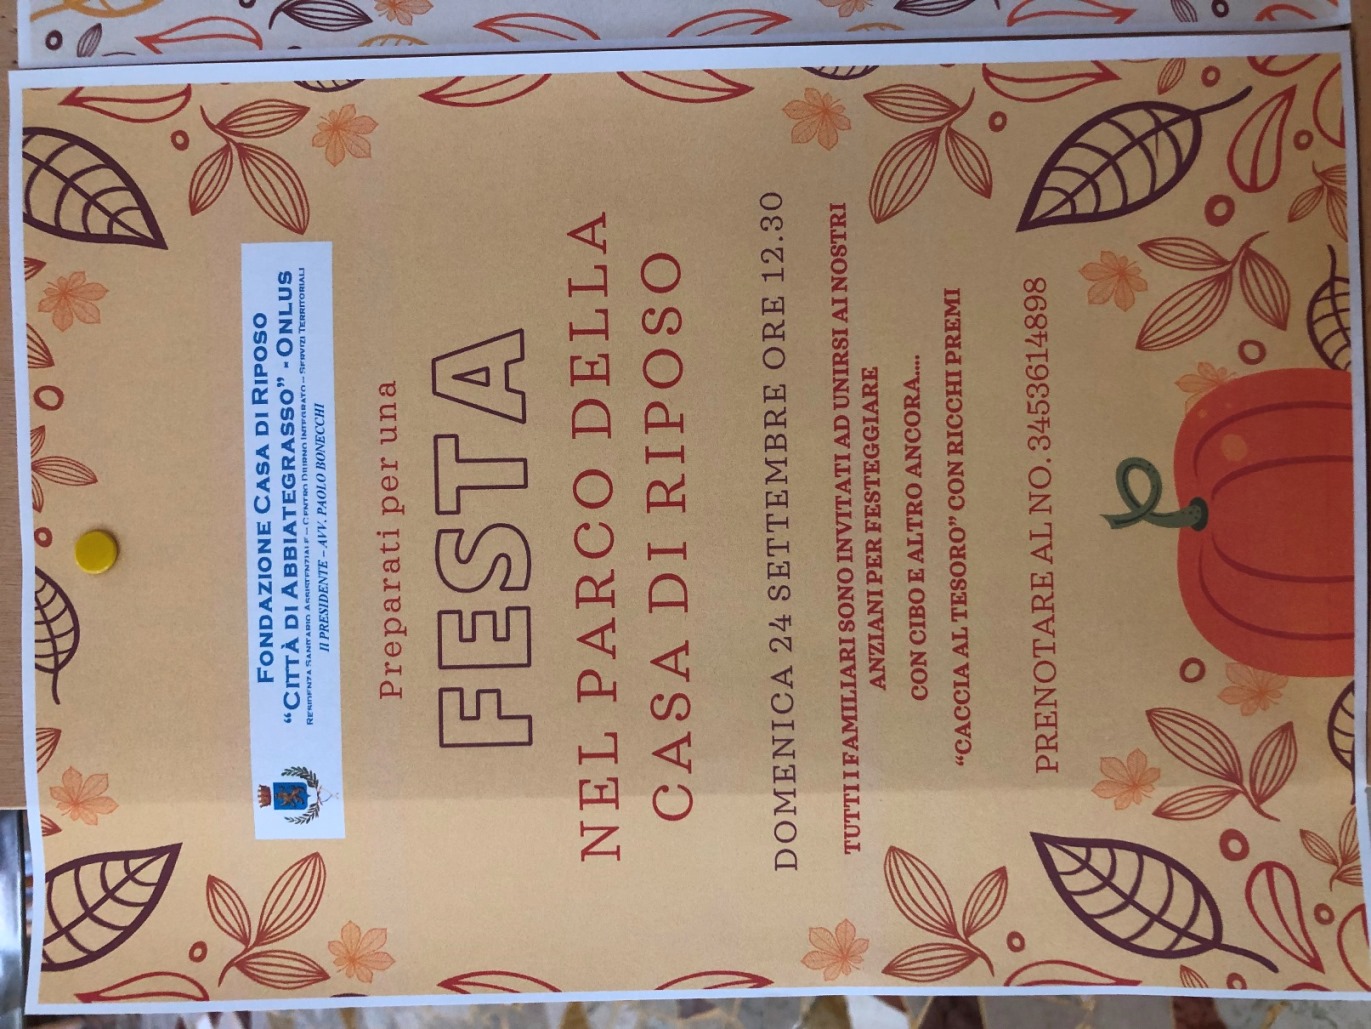 FONDAZIONE CASA DI RIPOSO
“CITTÀ DI ABBIATEGRASSO” - ONLUS
RESIDENZA SANITARIO ASSISTENZIALE – CENTRO DIURNO INTEGRATO – SERVIZI TERRITORIALI
Il PRESIDENTE – AVV. PAOLO BONECCHI
Preparati per una
FESTA
NEL PARCO DELLA
CASA DI RIPOSO
DOMENICA 24 SETTEMBRE ORE 12.30
TUTTI I FAMILIARI SONO INVITATI AD UNIRSI AI NOSTRI
ANZIANI PER FESTEGGIARE
CON CIBO E ALTRO ANCORA....
“CACCIA AL TESORO” CON RICCHI PREMI
PRENOTARE AL NO. 3453614898